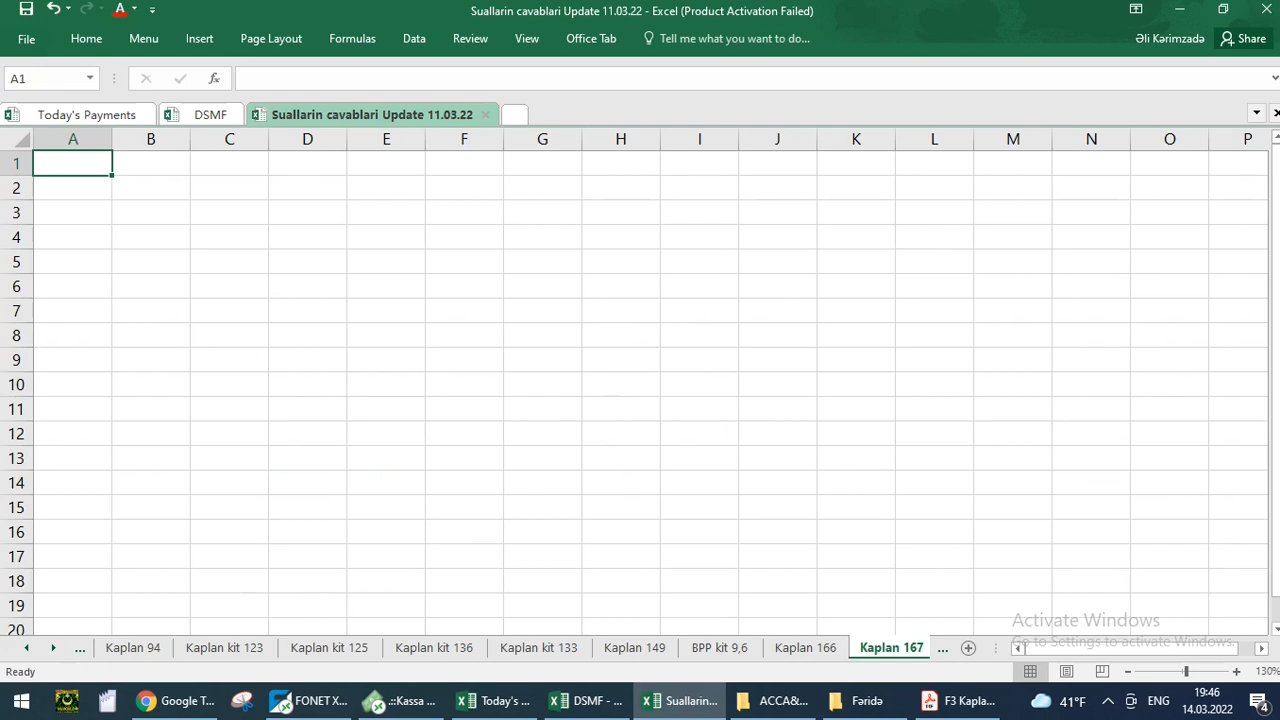 Suallarin cavablari Update 11.03.22 - Excel (Product Activation Failed)
File Home Menu Insert Page Layout Formulas Data Review View Office Tab Tell me what you want to do... Əli Kərimzadə Share
A1 fx
Today's Payments DSMF Suallarin cavablari Update 11.03.22
A B C D E F G H I J K L M N O P
1
2
3
4
5
6
7
8
9
10
11
12
13
14
15
16
17
18
19
20
Activate Windows
Go to Settings to activate Windows.
... Kaplan 94 kaplan kit 123 Kaplan kit 125 Kaplan kit 136 Kaplan kit 133 Kaplan 149 BPP kit 9,6 Kaplan 166 Kaplan 167 ...
Ready 130%
Google T... FONET X... :::Kassa ... Today's ... DSMF - ... Suallarin... ACCA&... Fəridə F3 Kapla... 41°F ENG 19:46
14.03.2022 4